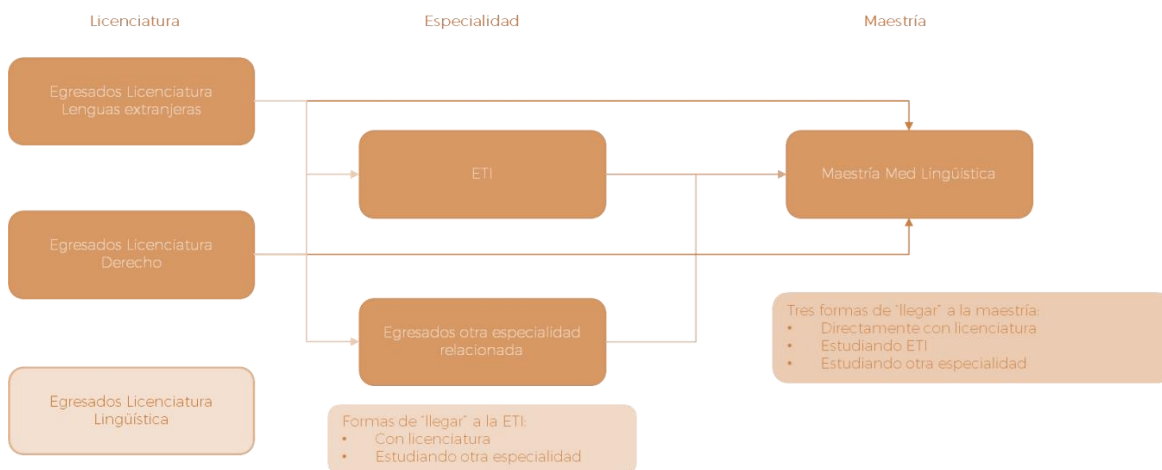 Licenciatura
Especialidad
Maestría
Egresados Licenciatura
Lenguas extranjeras
ETI
Maestría Med Lingüistica
Egresados Licenciatura
Derecho
Egresados otra especialidad
relacionada
Tres formas de "llegar" a la maestría:
• Directamente con licenciatura
• Estudiando ETI
• Estudiando otra especialidad
Egresados Licenciatura
Lingüística
Formas de "llegar" a la ETI:
• Con licenciatura
• Estudiando otra especialidad